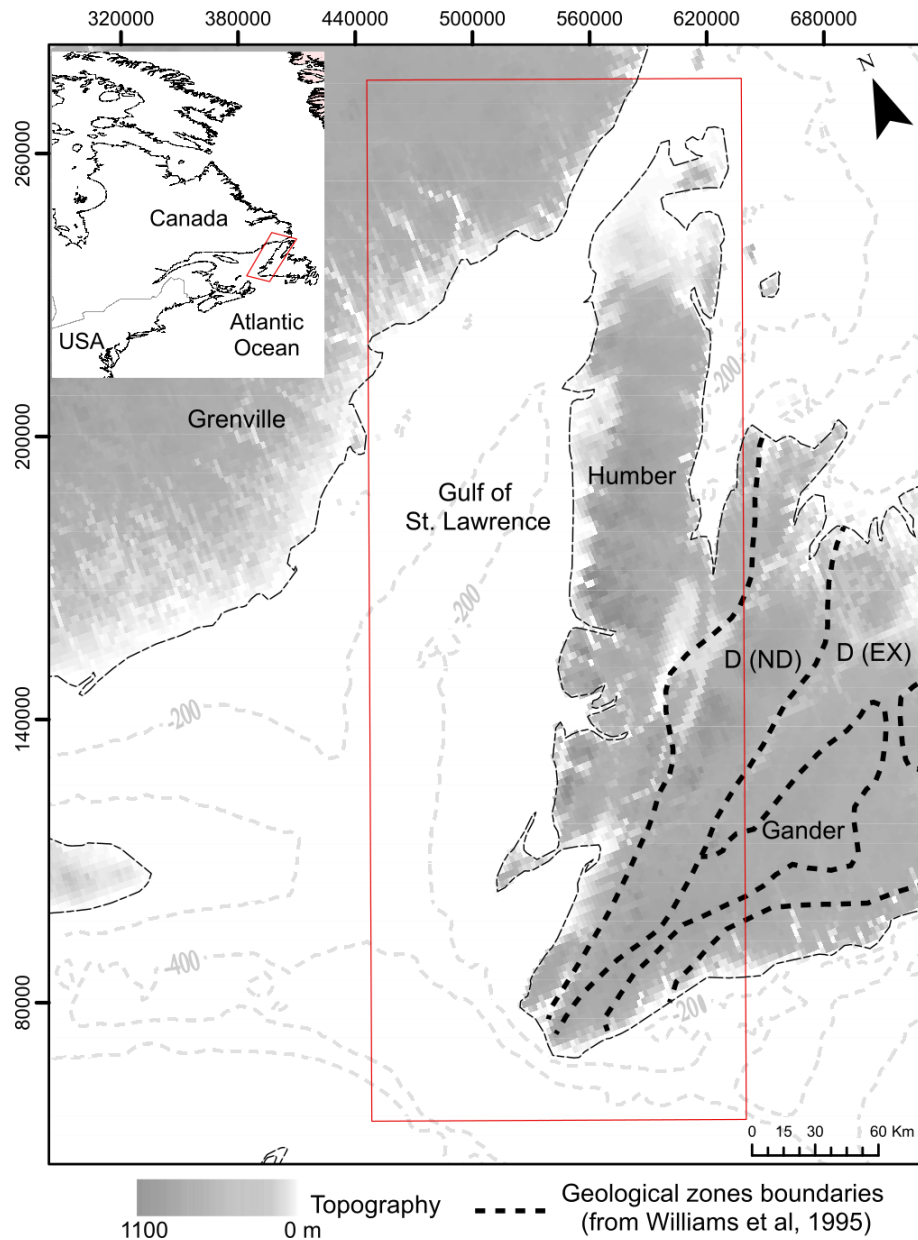 320000 380000 440000 500000 560000 620000 680000
N
260000
200000
140000
80000
Canada
USA
Atlantic
Ocean
Grenville
Humber
Gulf of
St. Lawrence
-200
-200
-200
D (ND)
D (EX)
Gander
-400
-200
0 15 30 60 Km
1100 0 m
Topography
Geological zones boundaries
(from Williams et al, 1995)